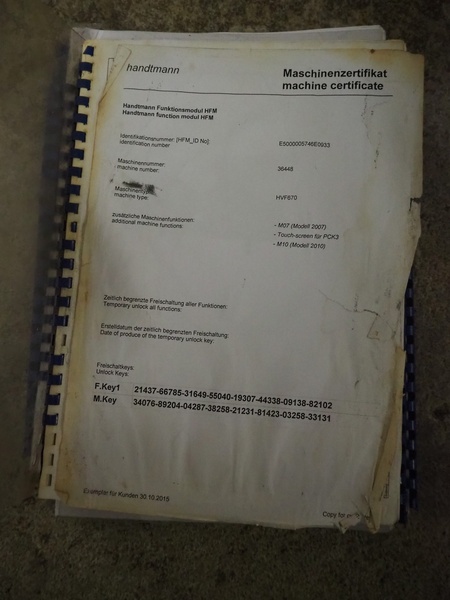 handtmann
Maschinenzertifikat
machine certificate
Handtmann Funktionsmodul HFM
Handtmann function modul HFM
Identifikationsnummer: [HFM_ID No]
identification number
E5000005746E0933
Maschinennummer:
machine number:
36448
Maschinentyp:
machine type:
HVF670
zusätzliche Maschinenfunktionen:
additional machine functions:
- M07 (Modell 2007)
- Touch-screen für PCK3
- M10 (Modell 2010)
Zeitlich begrenzte Freischaltung aller Funktionen:
Temporary unlock all functions:
Erstelldatum der zeitlich begrenzten Freischaltung:
Date of produce of the temporary unlock key:
Freischaltkeys:
Unlock Keys:
F.Key1 21437-66785-31649-55040-19307-44338-09138-82102
M.Key 34076-89204-04287-38258-21231-81423-03258-33131
Exemplar für Kunden 30.10.2015
Copy for